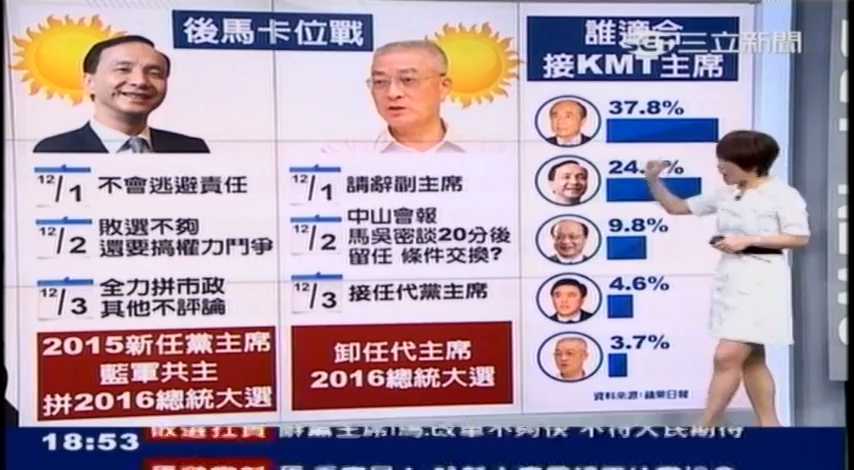 後馬卡位戰
12/1 不會逃避責任
12/2 敗選不夠
還要搞權力鬥爭
12/3 全力拼市政
其他不評論
2015新任黨主席
藍軍共主
拼2016總統大選
12/1 請辭副主席
12/2 中山會報
馬吳密談20分後
留任 條件交換?
12/3 接任代黨主席
卸任代主席
2016總統大選
三立新聞
誰適合
接KMT主席
37.8%
24.
9.8%
4.6%
3.7%
資料來源:蘋果日報
18:53